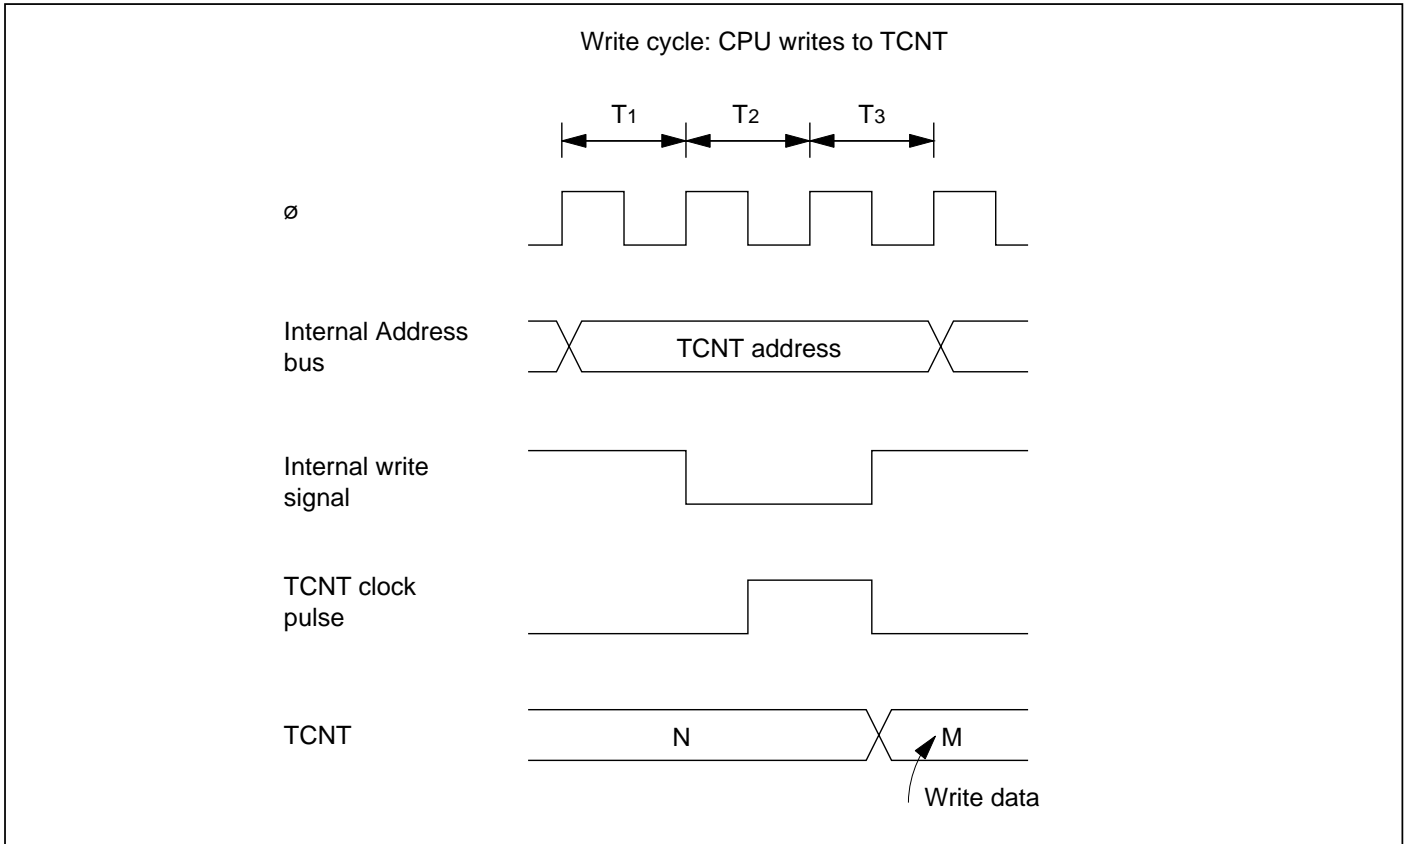 Write cycle: CPU writes to TCNT
T1 T2 T3
ø
Internal Address
bus
TCNT address
Internal write
signal
TCNT clock
pulse
TCNT
N
M
Write data